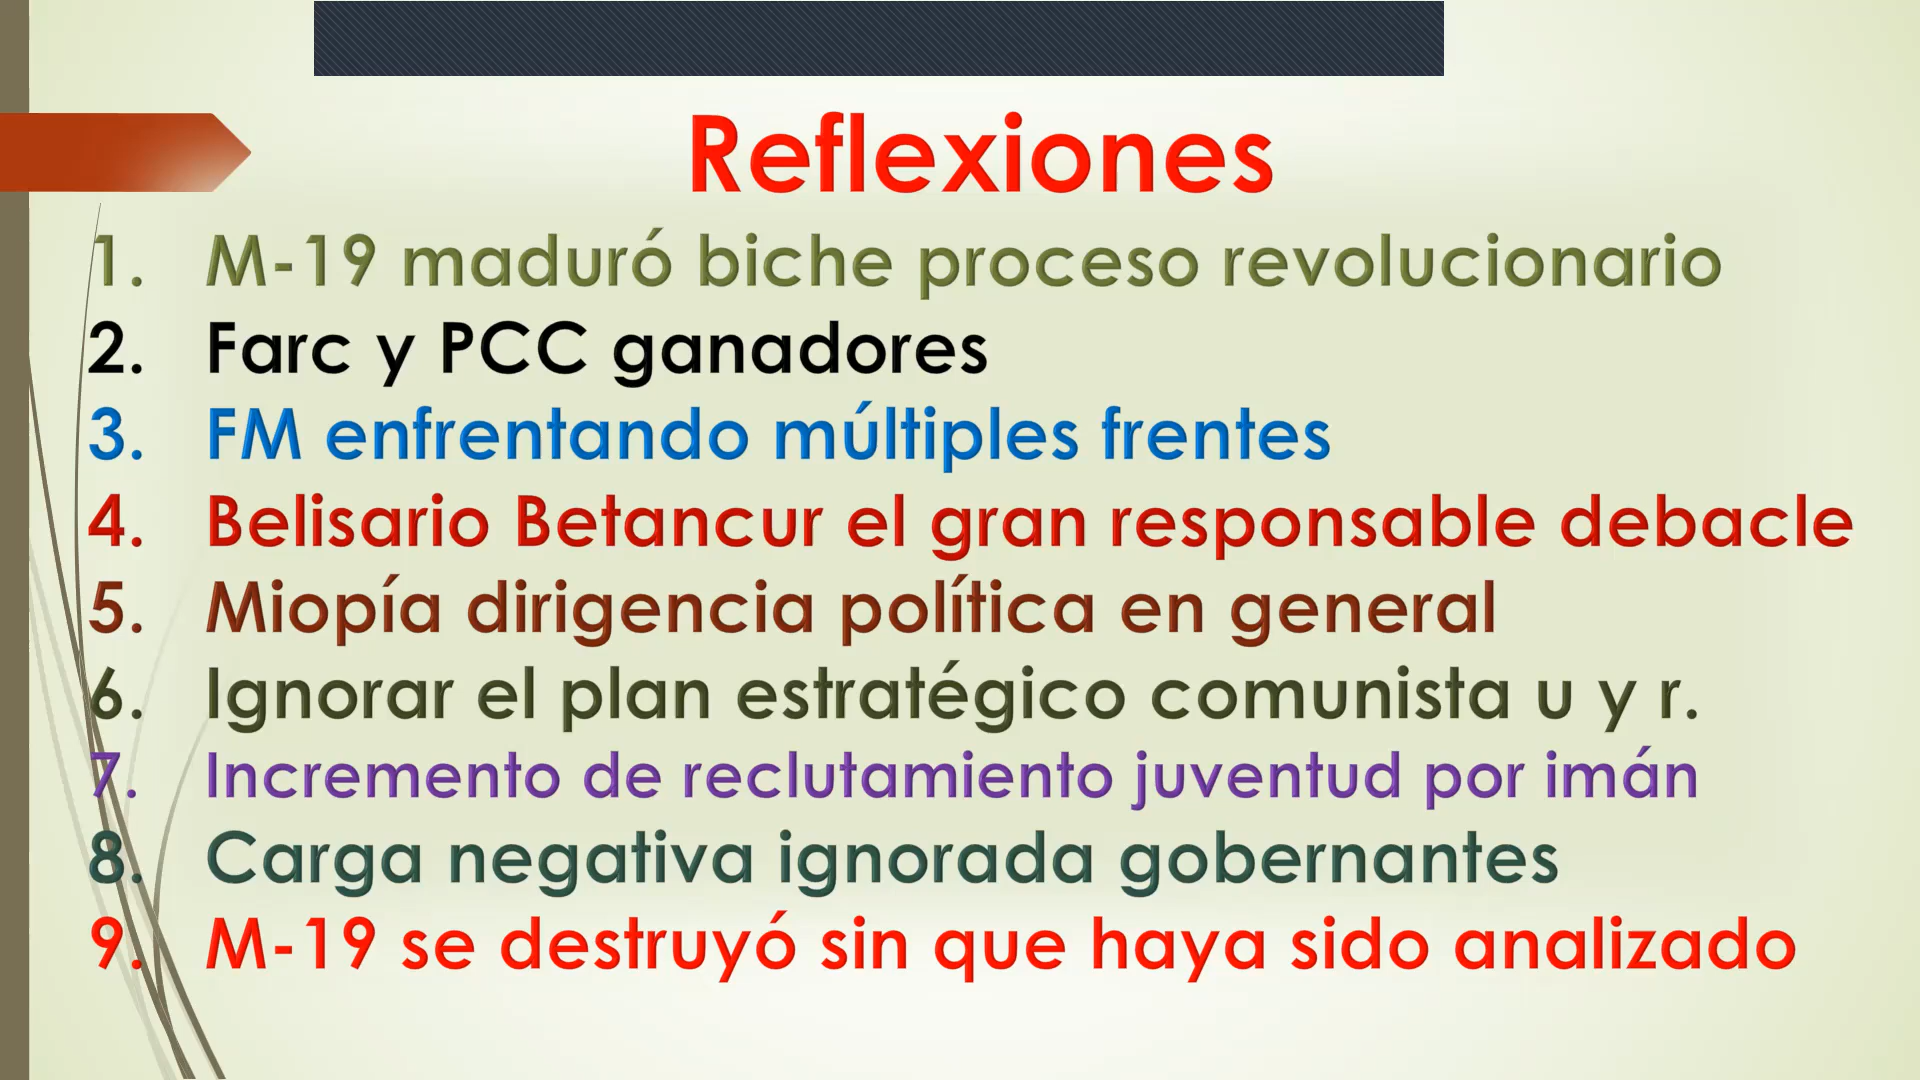 Reflexiones
1. M-19 maduró biche proceso revolucionario
2. Farc y PCC ganadores
3. FM enfrentando múltiples frentes
4. Belisario Betancur el gran responsable debacle
5. Miopía dirigencia política en general
6. Ignorar el plan estratégico comunista u y r.
7. Incremento de reclutamiento juventud por imán
8. Carga negativa ignorada gobernantes
9. M-19 se destruyó sin que haya sido analizado